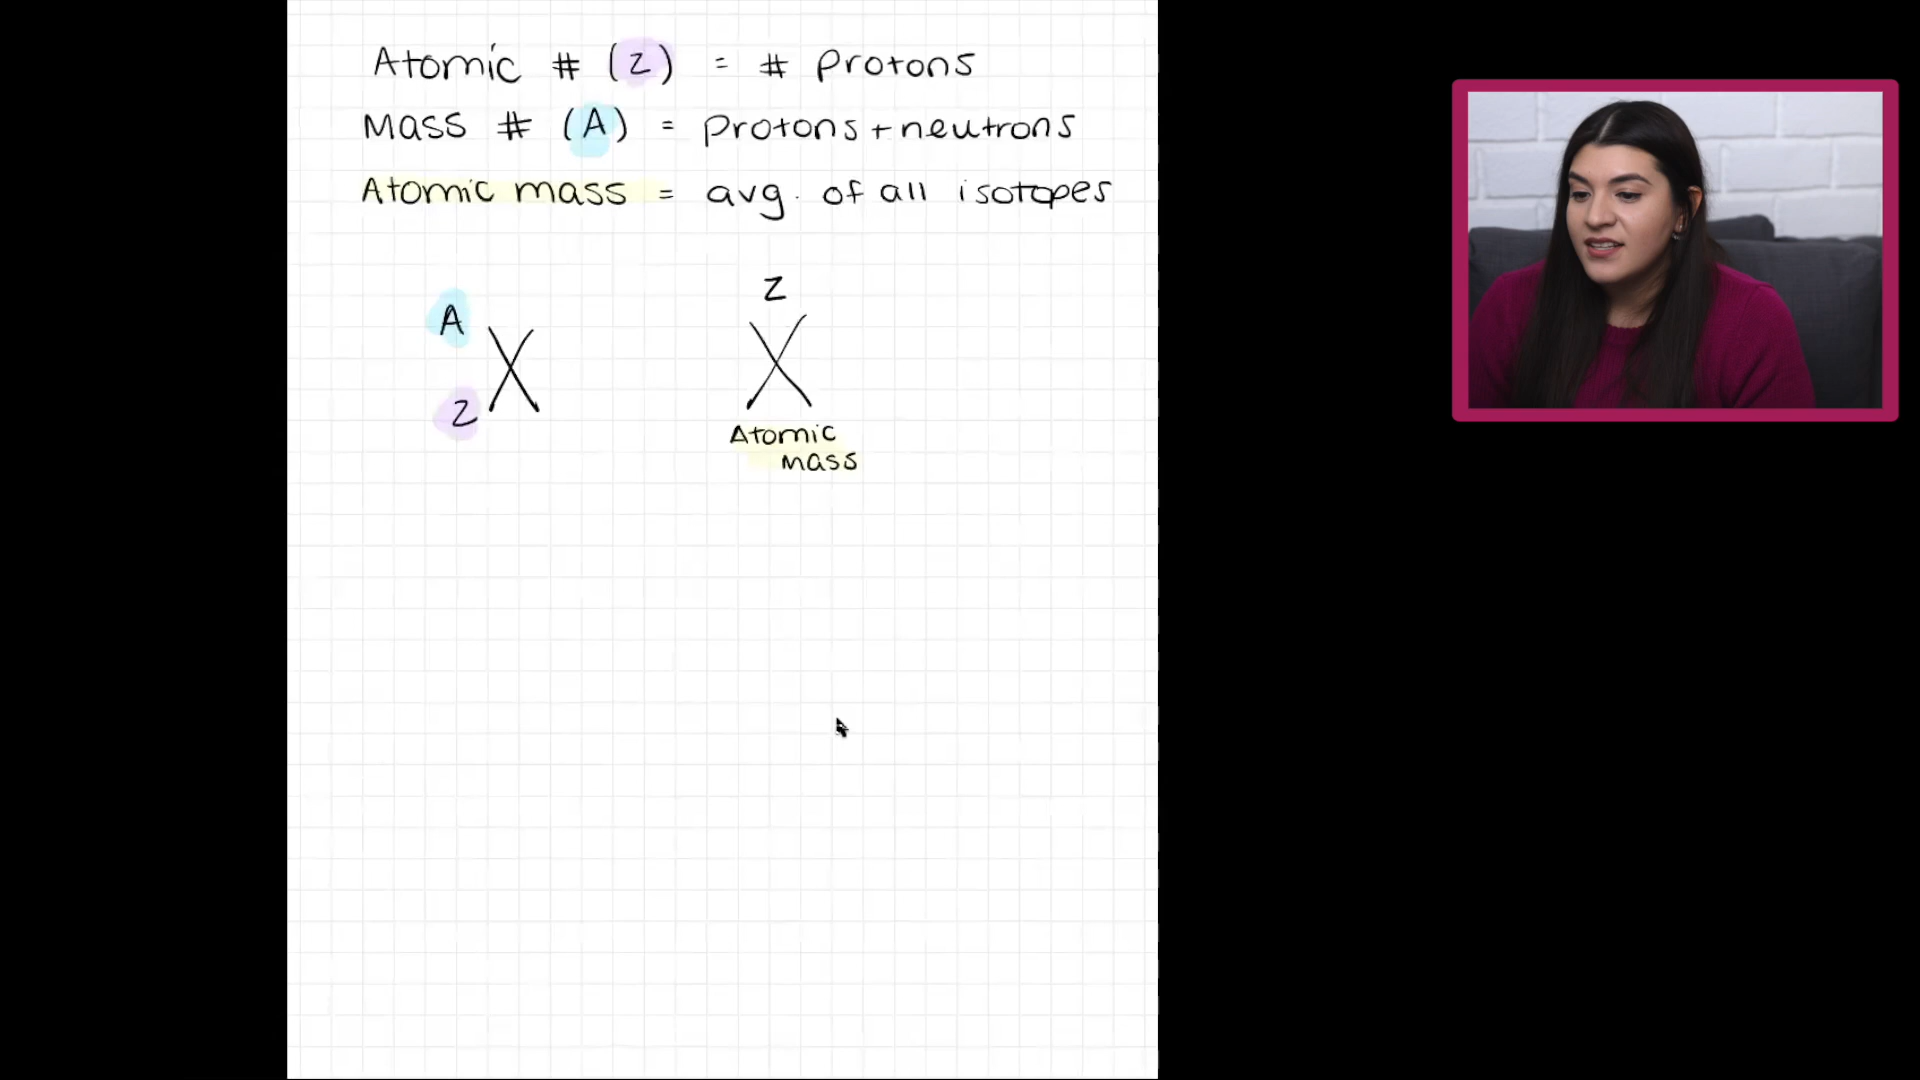 Atomic # (Z) = # Protons
Mass # (A) = protons + neutrons
Atomic mass = avg. of all isotopes
A
X
Z
Z
X
Atomic
mass